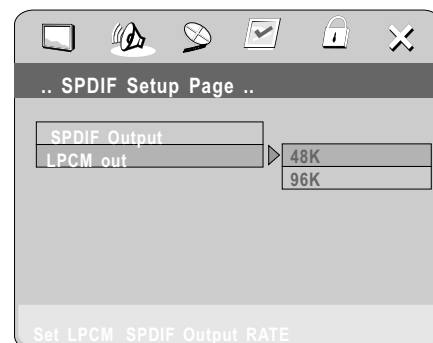 .. SPDIF Setup Page ..
SPDIF Output
LPCM out
48K
96K
Set LPCM SPDIF Output RATE